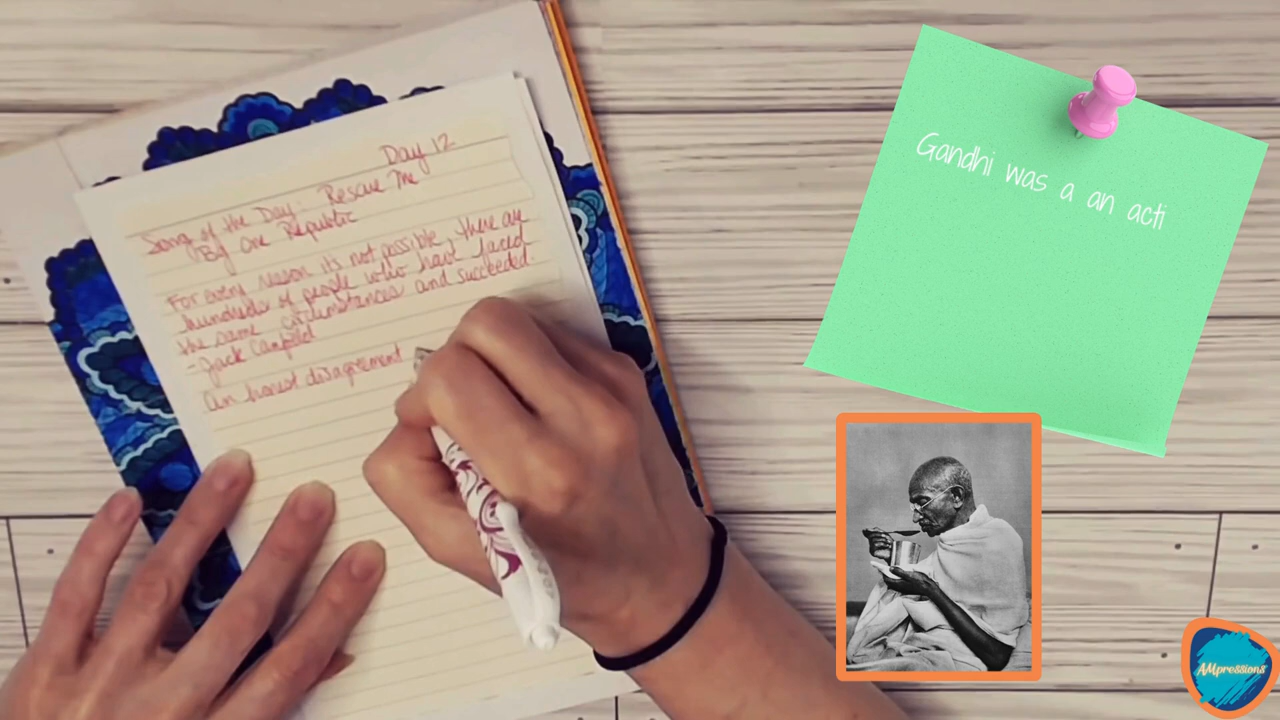 Day 12
Song of the Day: Rescue Me
By One Republic
For every reason it's not possible, there are
hundreds of people who have faced
the same circumstances and succeeded.
- Jack Canfield
An honest disagreement
Gandhi was a an acti
AMpressions